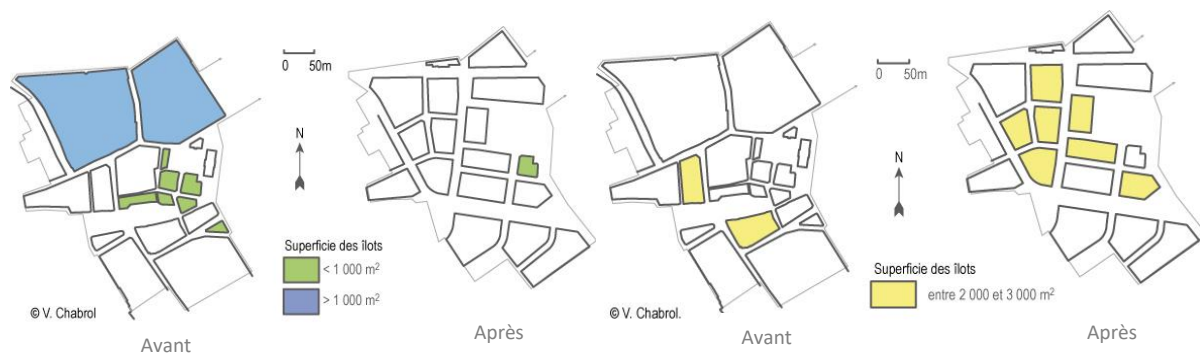 0 50m
N
Superficie des îlots
< 1 000 m²
> 1 000 m²
© V. Chabrol
Avant
Après
0 50m
N
Superficie des îlots
entre 2 000 et 3 000 m²
© V. Chabrol.
Avant
Après